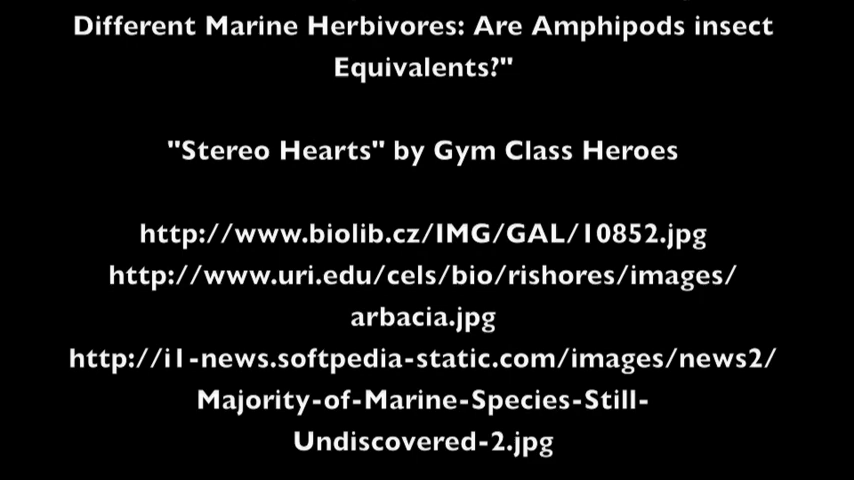 Different Marine Herbivores: Are Amphipods insect
Equivalents?"
"Stereo Hearts" by Gym Class Heroes
http://www.biolib.cz/IMG/GAL/10852.jpg
http://www.uri.edu/cels/bio/rishores/images/
arbacia.jpg
http://i1-news.softpedia-static.com/images/news2/
Majority-of-Marine-Species-Still-
Undiscovered-2.jpg